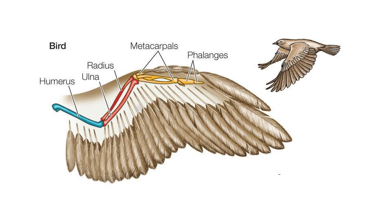 Bird
Metacarpals
Phalanges
Radius
Ulna
Humerus